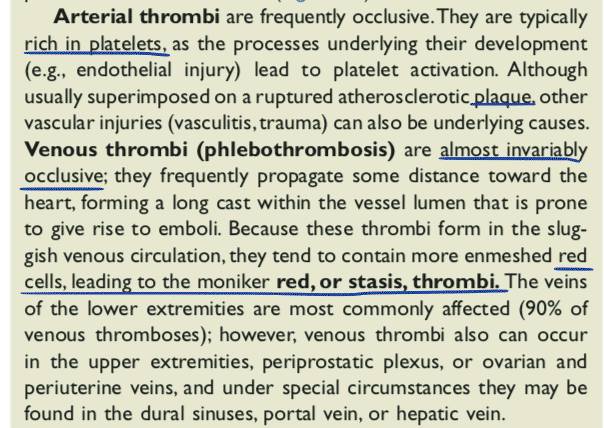 Arterial thrombi are frequently occlusive. They are typically
rich in platelets, as the processes underlying their development
(e.g., endothelial injury) lead to platelet activation. Although
usually superimposed on a ruptured atherosclerotic plaque, other
vascular injuries (vasculitis, trauma) can also be underlying causes.
Venous thrombi (phlebothrombosis) are almost invariably
occlusive; they frequently propagate some distance toward the
heart, forming a long cast within the vessel lumen that is prone
to give rise to emboli. Because these thrombi form in the slug-
gish venous circulation, they tend to contain more enmeshed red
cells, leading to the moniker red, or stasis, thrombi. The veins
of the lower extremities are most commonly affected (90% of
venous thromboses); however, venous thrombi also can occur
in the upper extremities, periprostatic plexus, or ovarian and
periuterine veins, and under special circumstances they may be
found in the dural sinuses, portal vein, or hepatic vein.